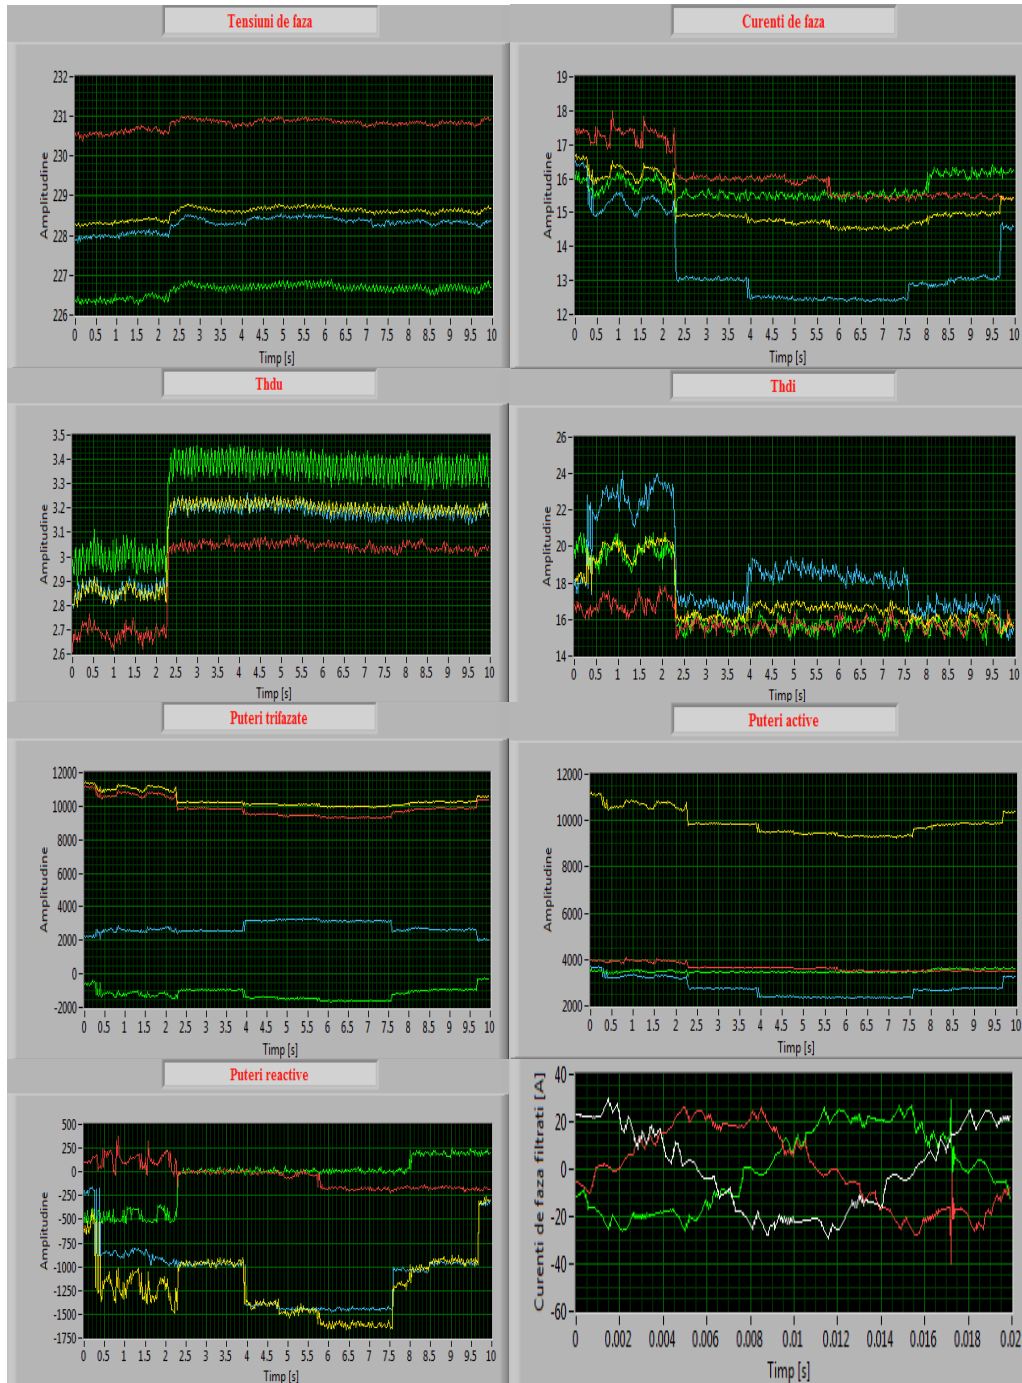 Tensiuni de faza
Amplitudine
232
231
230
229
228
227
226
0 0.5 1 1.5 2 2.5 3 3.5 4 4.5 5 5.5 6 6.5 7 7.5 8 8.5 9 9.5 10
Timp [s]
Curenti de faza
Amplitudine
19
18
17
16
15
14
13
12
0 0.5 1 1.5 2 2.5 3 3.5 4 4.5 5 5.5 6 6.5 7 7.5 8 8.5 9 9.5 10
Timp [s]
Thdu
Amplitudine
3.5
3.4
3.3
3.2
3.1
3
2.9
2.8
2.7
2.6
0 0.5 1 1.5 2 2.5 3 3.5 4 4.5 5 5.5 6 6.5 7 7.5 8 8.5 9 9.5 10
Timp [s]
Thdi
Amplitudine
26
24
22
20
18
16
14
0 0.5 1 1.5 2 2.5 3 3.5 4 4.5 5 5.5 6 6.5 7 7.5 8 8.5 9 9.5 10
Timp [s]
Puteri trifazate
Amplitudine
12000
10000
8000
6000
4000
2000
0
-2000
0 0.5 1 1.5 2 2.5 3 3.5 4 4.5 5 5.5 6 6.5 7 7.5 8 8.5 9 9.5 10
Timp [s]
Puteri active
Amplitudine
12000
10000
8000
6000
4000
2000
0 0.5 1 1.5 2 2.5 3 3.5 4 4.5 5 5.5 6 6.5 7 7.5 8 8.5 9 9.5 10
Timp [s]
Puteri reactive
Amplitudine
500
250
0
-250
-500
-750
-1000
-1250
-1500
-1750
0 0.5 1 1.5 2 2.5 3 3.5 4 4.5 5 5.5 6 6.5 7 7.5 8 8.5 9 9.5 10
Timp [s]
Curenti de faza filtrati [A]
40
20
0
-20
-40
-60
0 0.002 0.004 0.006 0.008 0.01 0.012 0.014 0.016 0.018 0.02
Timp [s]